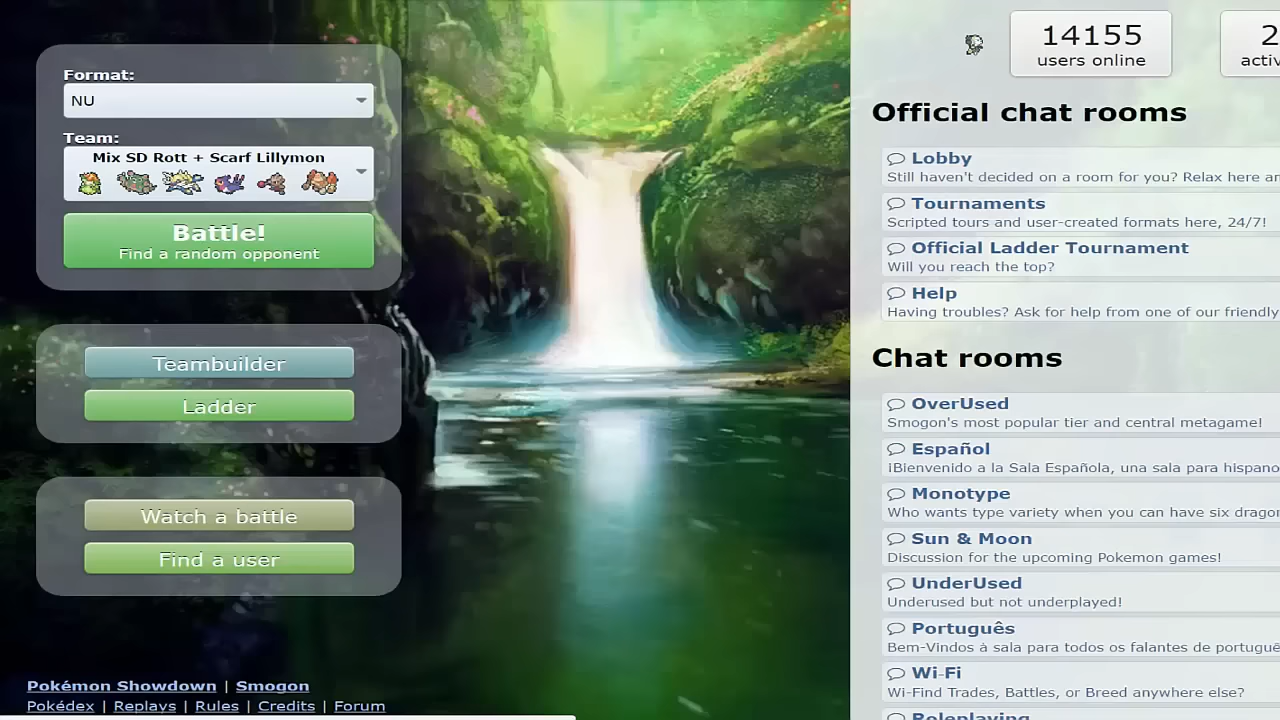 Format:
NU
Team:
Mix SD Rott + Scarf Lillymon
Battle!
Find a random opponent
Teambuilder
Ladder
Watch a battle
Find a user
Pokémon Showdown | Smogon
Pokédex | Replays | Rules | Credits | Forum
14155
users online
2
activ
Official chat rooms
Lobby
Still haven't decided on a room for you? Relax here an
Tournaments
Scripted tours and user-created formats here, 24/7!
Official Ladder Tournament
Will you reach the top?
Help
Having troubles? Ask for help from one of our friendly
Chat rooms
OverUsed
Smogon's most popular tier and central metagame!
Español
¡Bienvenido a la Sala Española, una sala para hispano
Monotype
Who wants type variety when you can have six dragon
Sun & Moon
Discussion for the upcoming Pokemon games!
UnderUsed
Underused but not underplayed!
Português
Bem-Vindos à sala para todos os falantes de portuguê
Wi-Fi
Wi-Find Trades, Battles, or Breed anywhere else?
Roleplaying